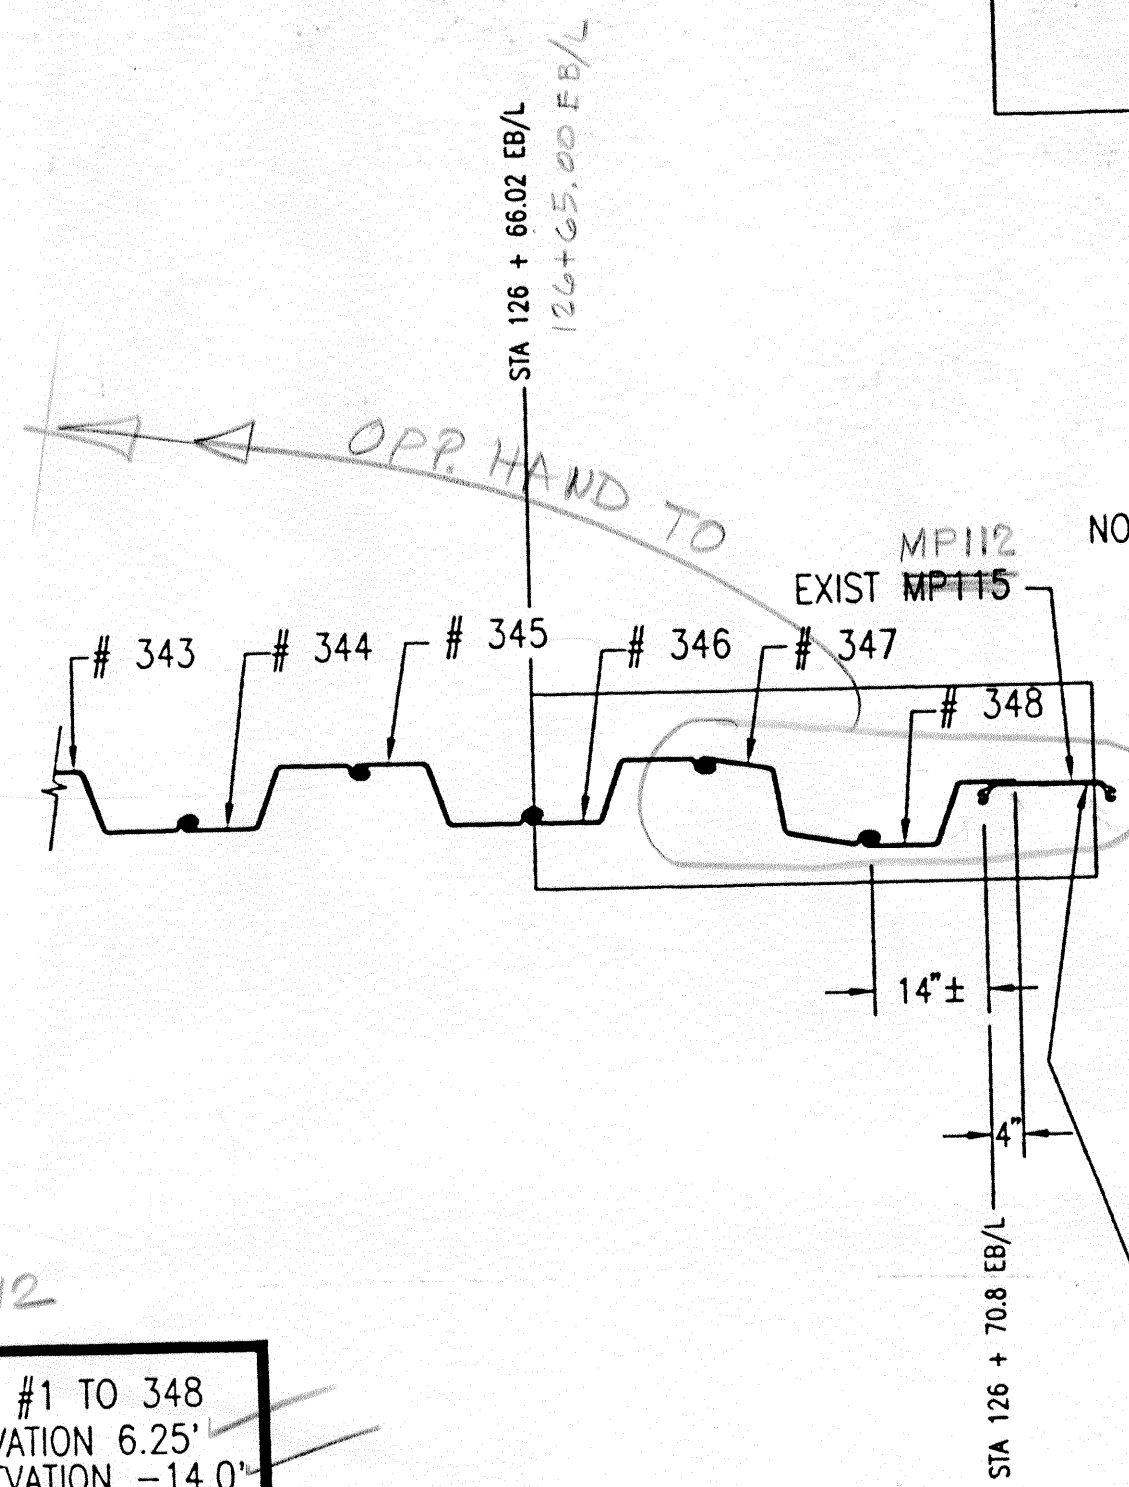 STA 126 + 66.02 EB/L
126+65.00 EB/L
OPP. HAND TO
NO
MP112
EXIST MP115
# 343
# 344
# 345
# 346
# 347
# 348
14"±
4"
STA 126 + 70.8 EB/L
12
#1 TO 348
VATION 6.25'
VATION -14.0'